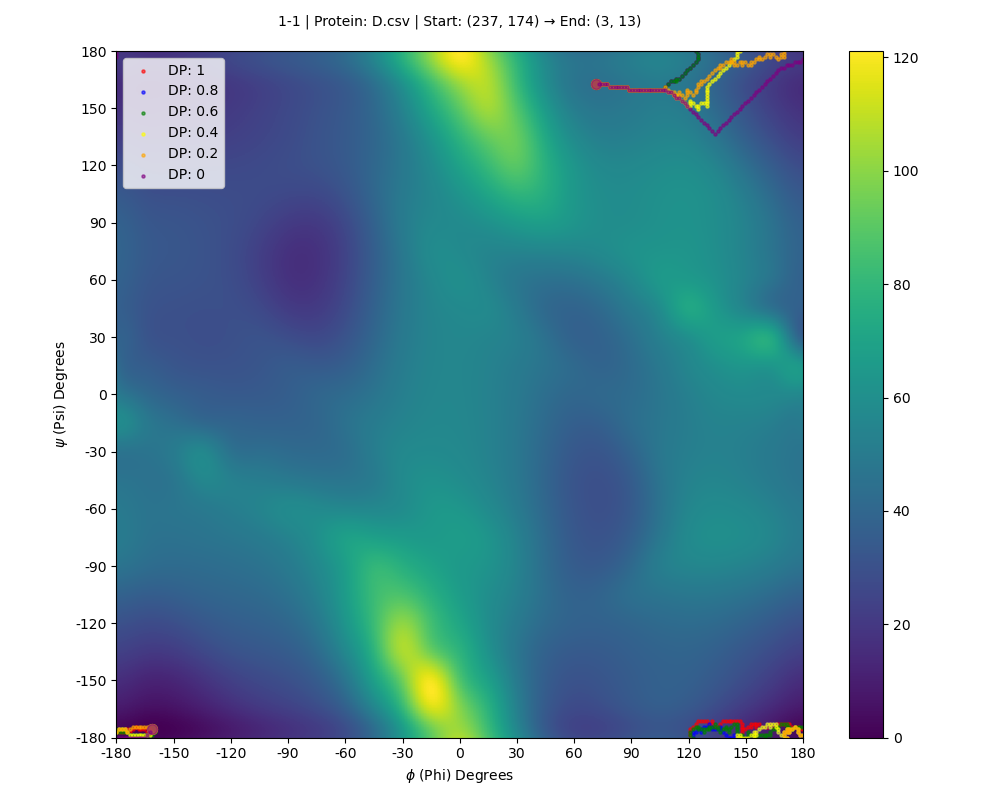 1-1 | Protein: D.csv | Start: (237, 174) → End: (3, 13)
DP: 1
DP: 0.8
DP: 0.6
DP: 0.4
DP: 0.2
DP: 0
180
150
120
90
60
30
0
-30
-60
-90
-120
-150
-180
ψ (Psi) Degrees
-180 -150 -120 -90 -60 -30 0 30 60 90 120 150 180
ϕ (Phi) Degrees
120
100
80
60
40
20
0